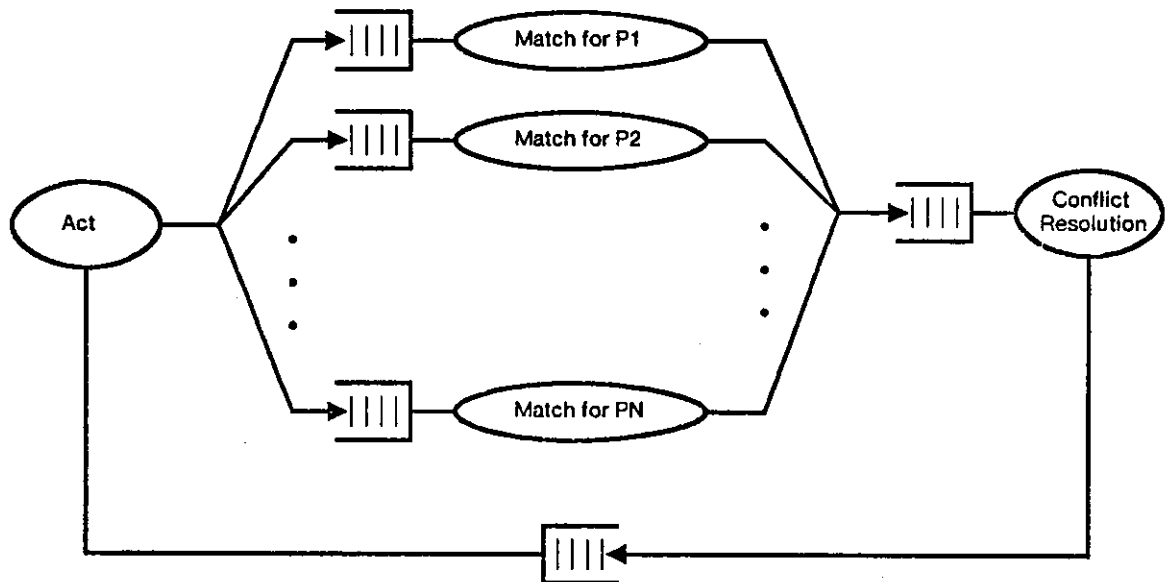 Match for P1
Match for P2
Act
Conflict
Resolution
Match for PN